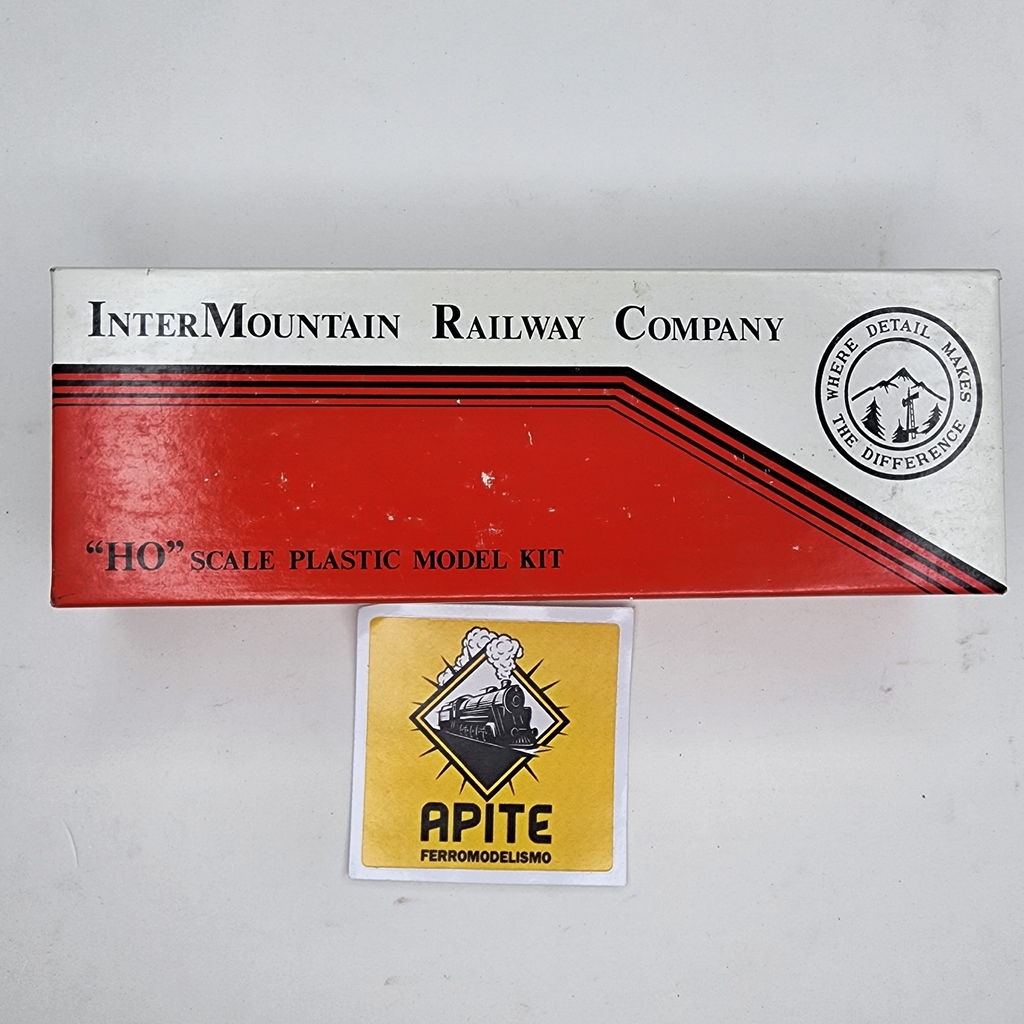 InterMountain Railway Company
WHERE DETAIL MAKES
THE DIFFERENCE
“HO” SCALE PLASTIC MODEL KIT
APITE
FERROMODELISMO